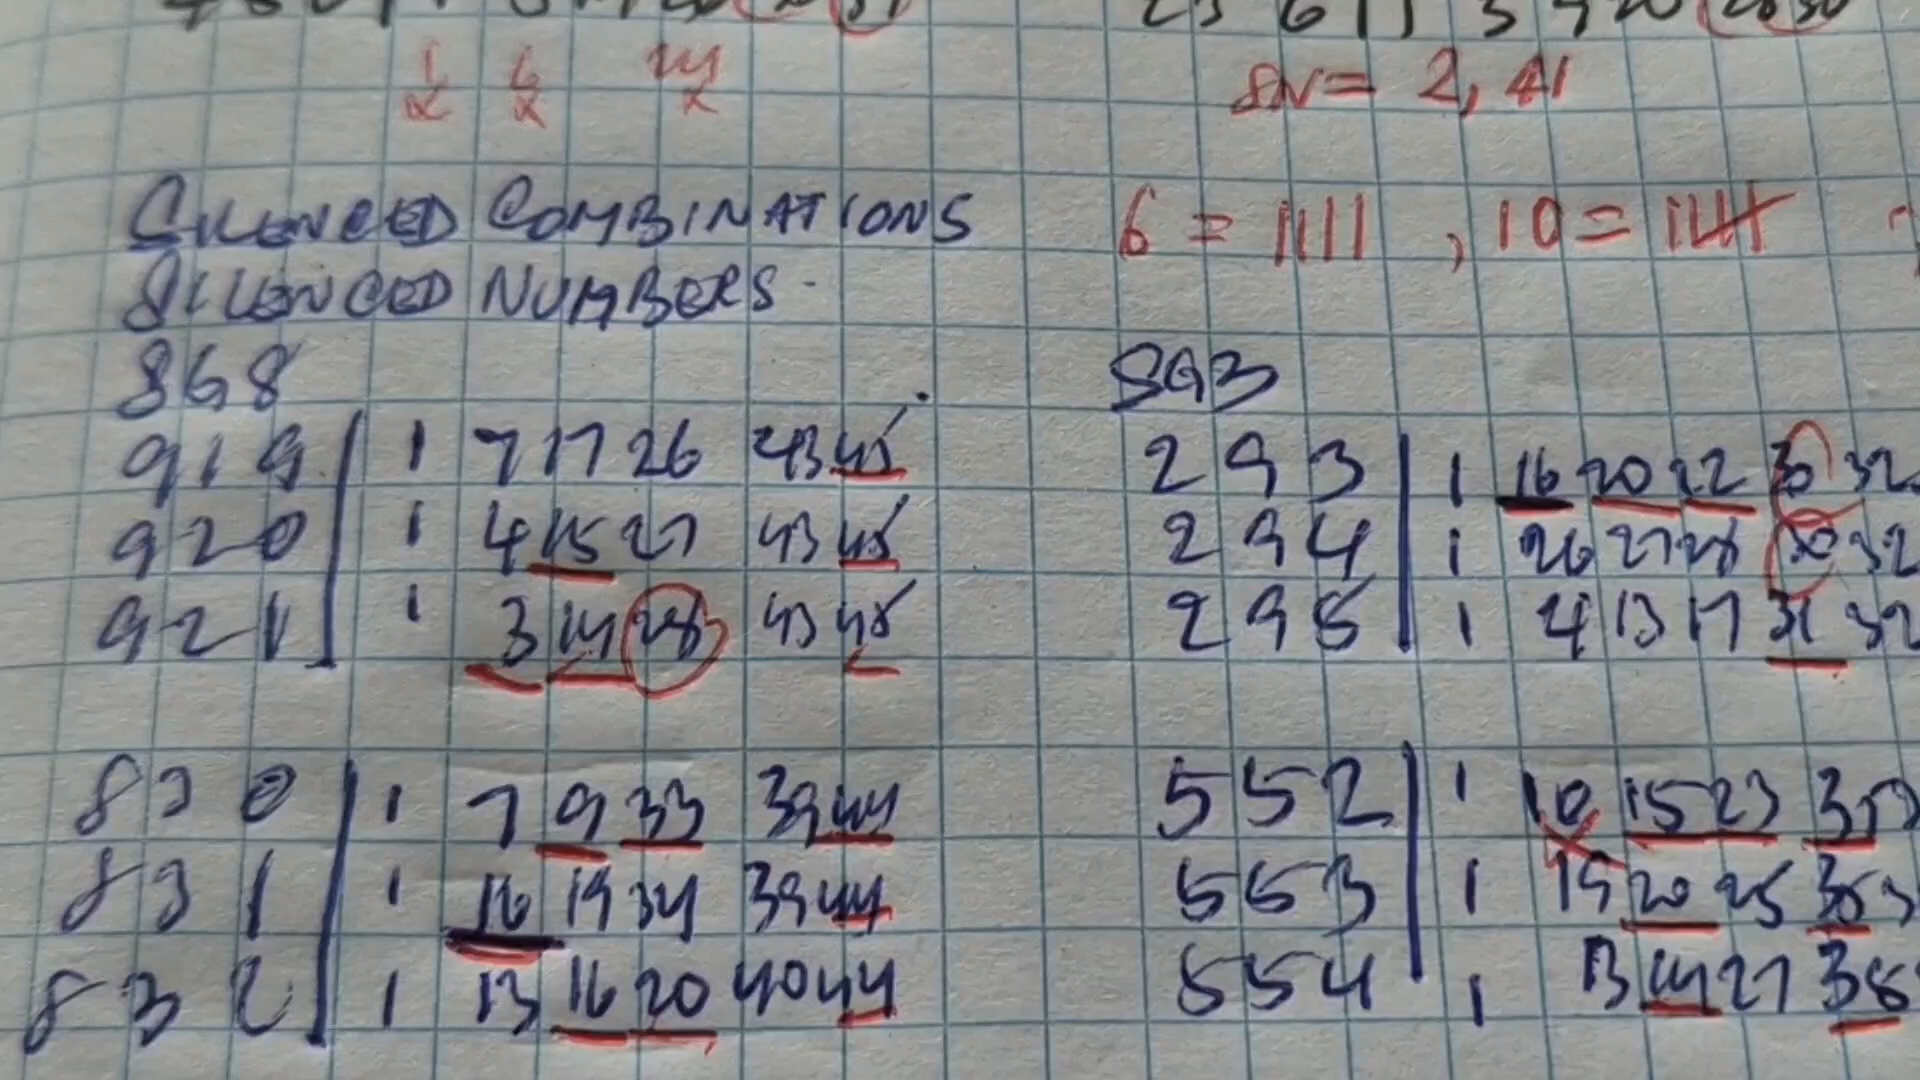 SN = 2, 41
SILENCED COMBINATIONS
6 = 1111 , 10 = 1111
SILENCED NUMBERS.
868
919 | 1 7 17 26 43 45
920 | 1 4 15 27 43 45
921 | 1 3 14 28 43 45
293 | 1 16 20 22 30 32
294 | 1 26 27 28 30 32
295 | 1 4 13 17 31 32
830 | 1 7 9 33 39 44
831 | 1 16 19 34 39 44
832 | 1 13 16 20 40 44
552 | 1 10 15 23
553 | 1 19 20 25
554 | 1 13 14 27